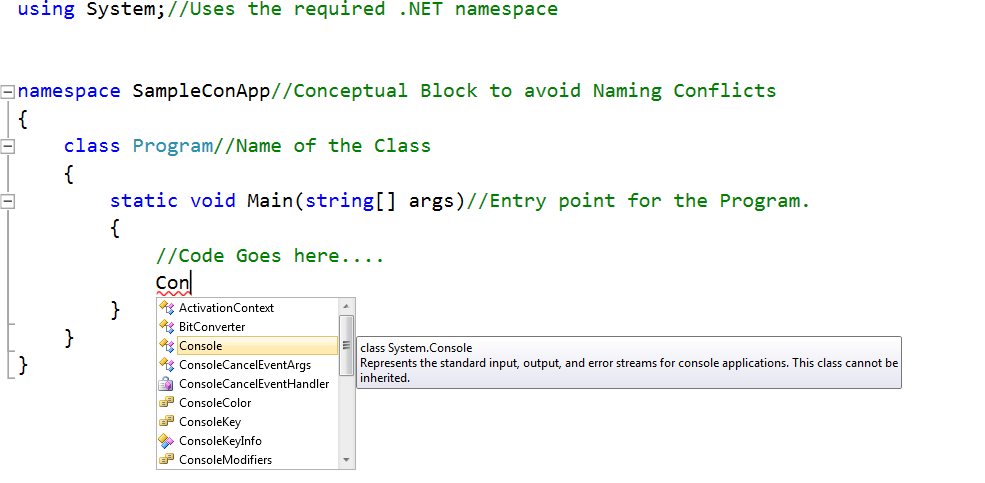 using System;//Uses the required .NET namespace
namespace SampleConApp//Conceptual Block to avoid Naming Conflicts
{
class Program//Name of the Class
{
static void Main(string[] args)//Entry point for the Program.
{
//Code Goes here....
Con
}
}
}
ActivationContext
BitConverter
Console
ConsoleCancelEventArgs
ConsoleCancelEventHandler
ConsoleColor
ConsoleKey
ConsoleKeyInfo
ConsoleModifiers
class System.Console
Represents the standard input, output, and error streams for console applications. This class cannot be
inherited.